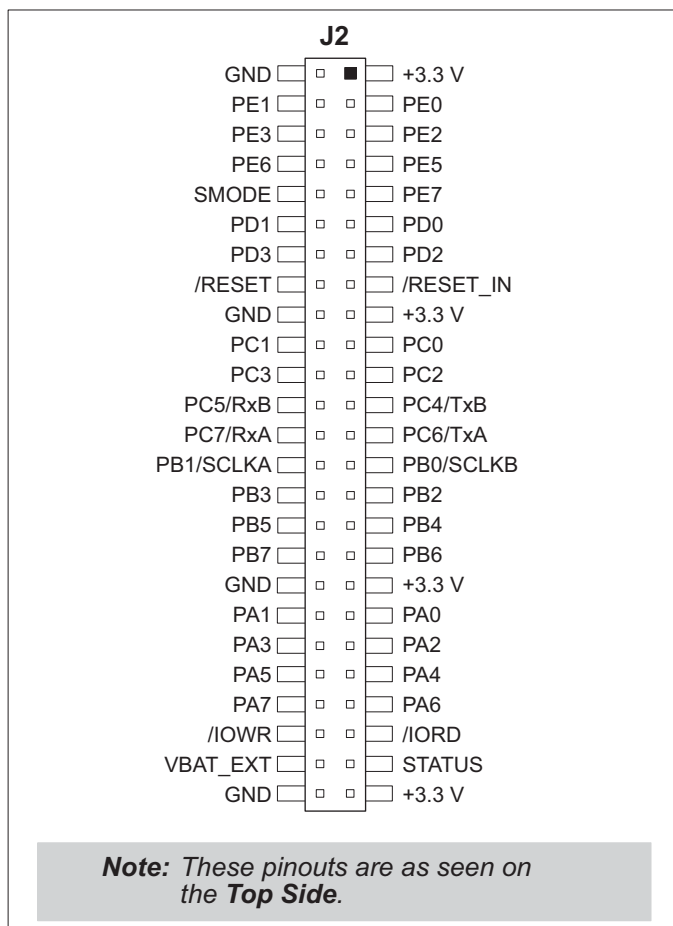 J2
GND +3.3 V
PE1 PE0
PE3 PE2
PE6 PE5
SMODE PE7
PD1 PD0
PD3 PD2
/RESET /RESET_IN
GND +3.3 V
PC1 PC0
PC3 PC2
PC5/RxB PC4/TxB
PC7/RxA PC6/TxA
PB1/SCLKA PB0/SCLKB
PB3 PB2
PB5 PB4
PB7 PB6
GND +3.3 V
PA1 PA0
PA3 PA2
PA5 PA4
PA7 PA6
/IOWR /IORD
VBAT_EXT STATUS
GND +3.3 V
Note: These pinouts are as seen on
the Top Side.